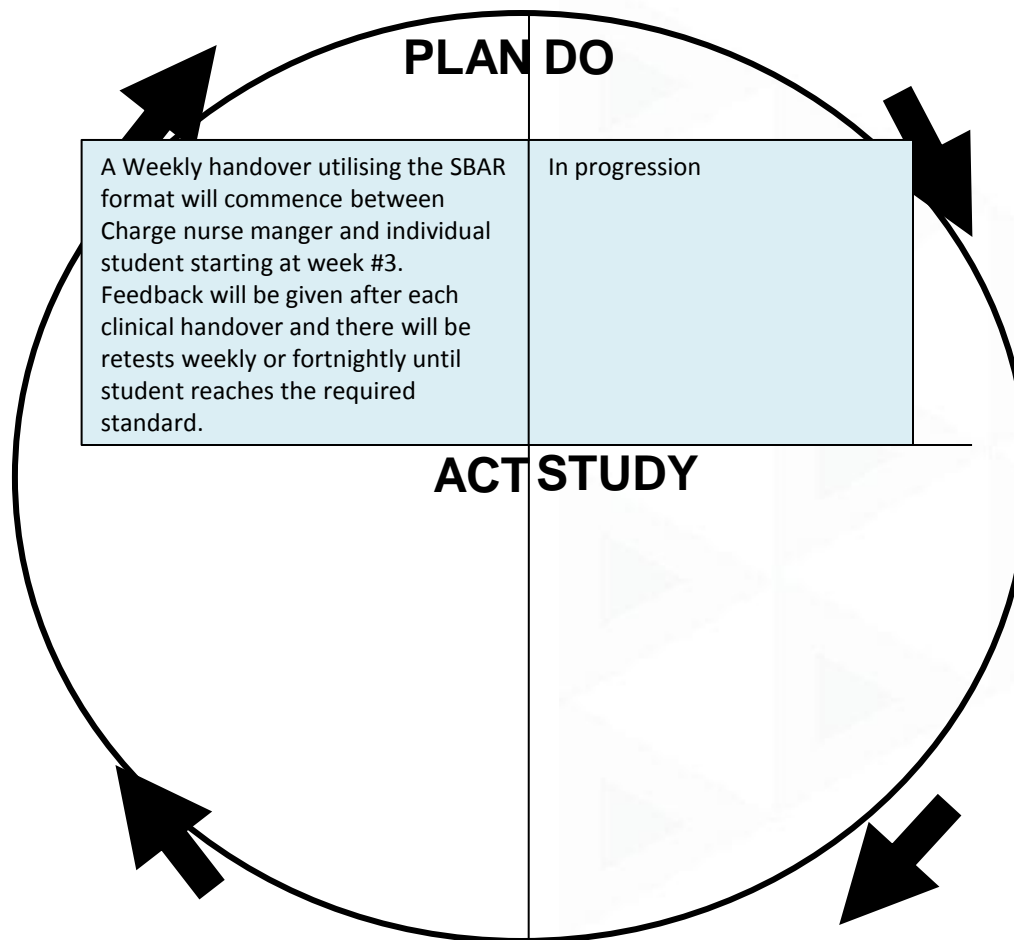 PLAN DO
A Weekly handover utilising the SBAR
format will commence between
Charge nurse manger and individual
student starting at week #3.
Feedback will be given after each
clinical handover and there will be
retests weekly or fortnightly until
student reaches the required
standard.
In progression
ACT STUDY